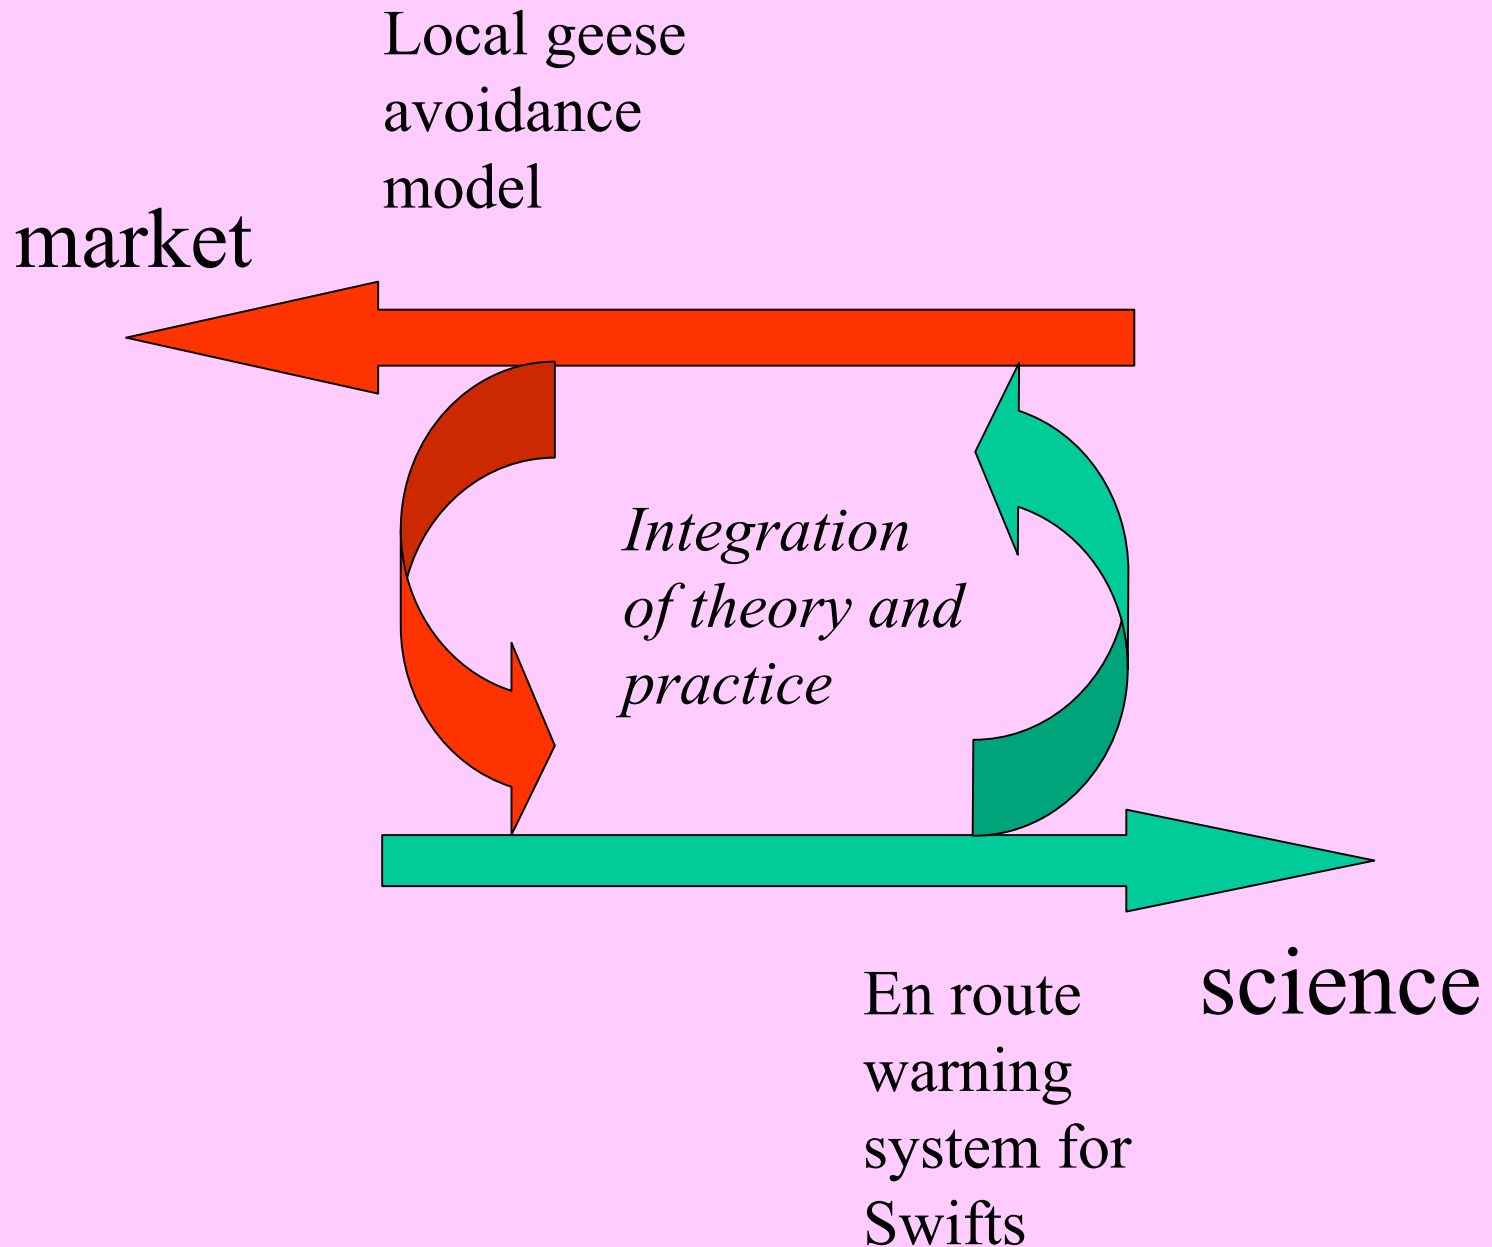 Local geese
avoidance
model
market
Integration
of theory and
practice
En route
warning
system for
Swifts
science